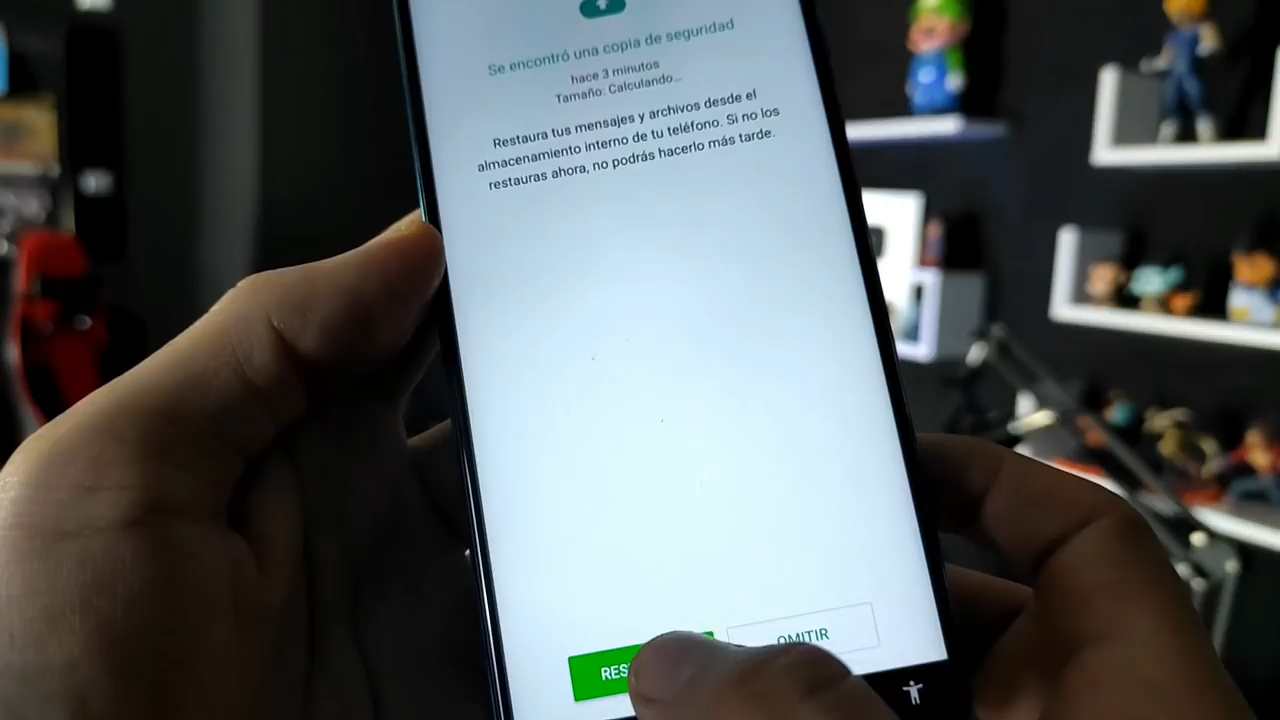 Se encontró una copia de seguridad
hace 3 minutos
Tamaño: Calculando...
Restaura tus mensajes y archivos desde el
almacenamiento interno de tu teléfono. Si no los
restauras ahora, no podrás hacerlo más tarde.
RES
OMITIR